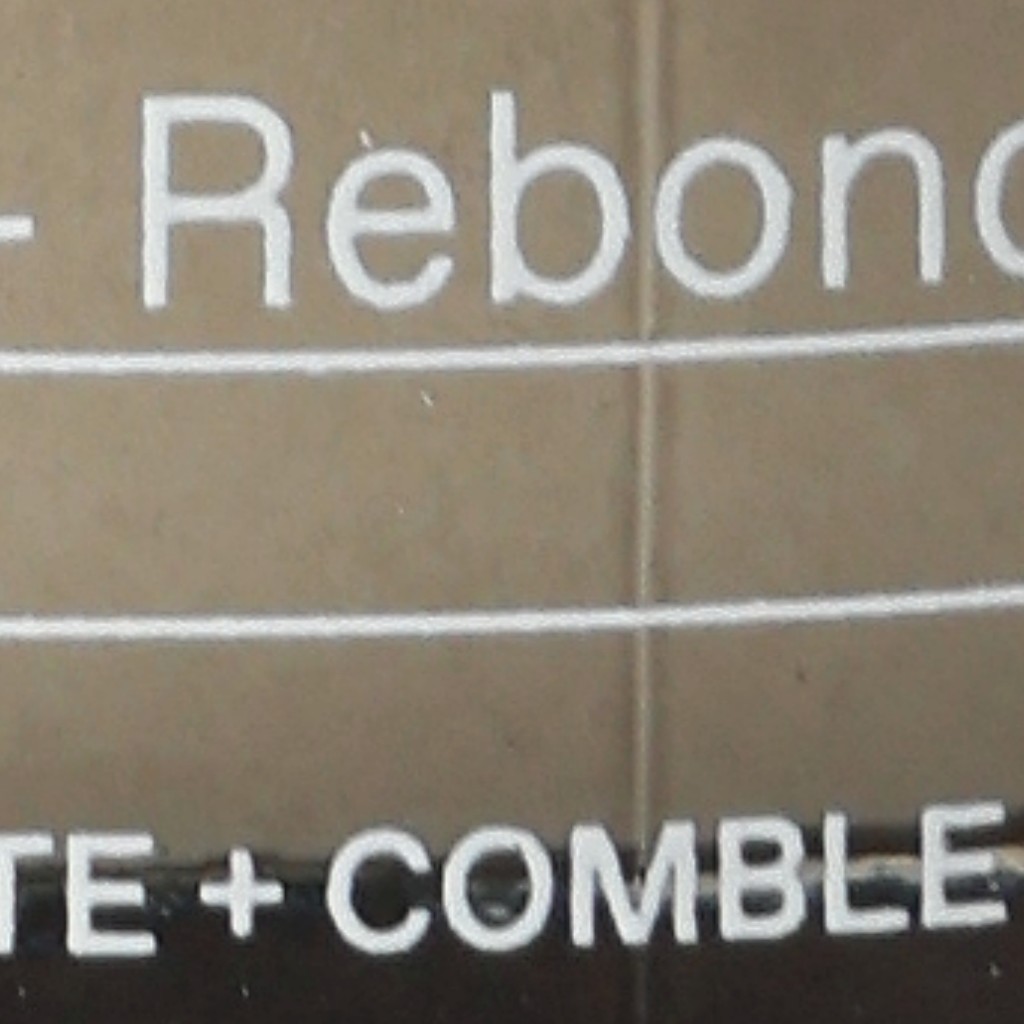 - Rebond
TE + COMBLE